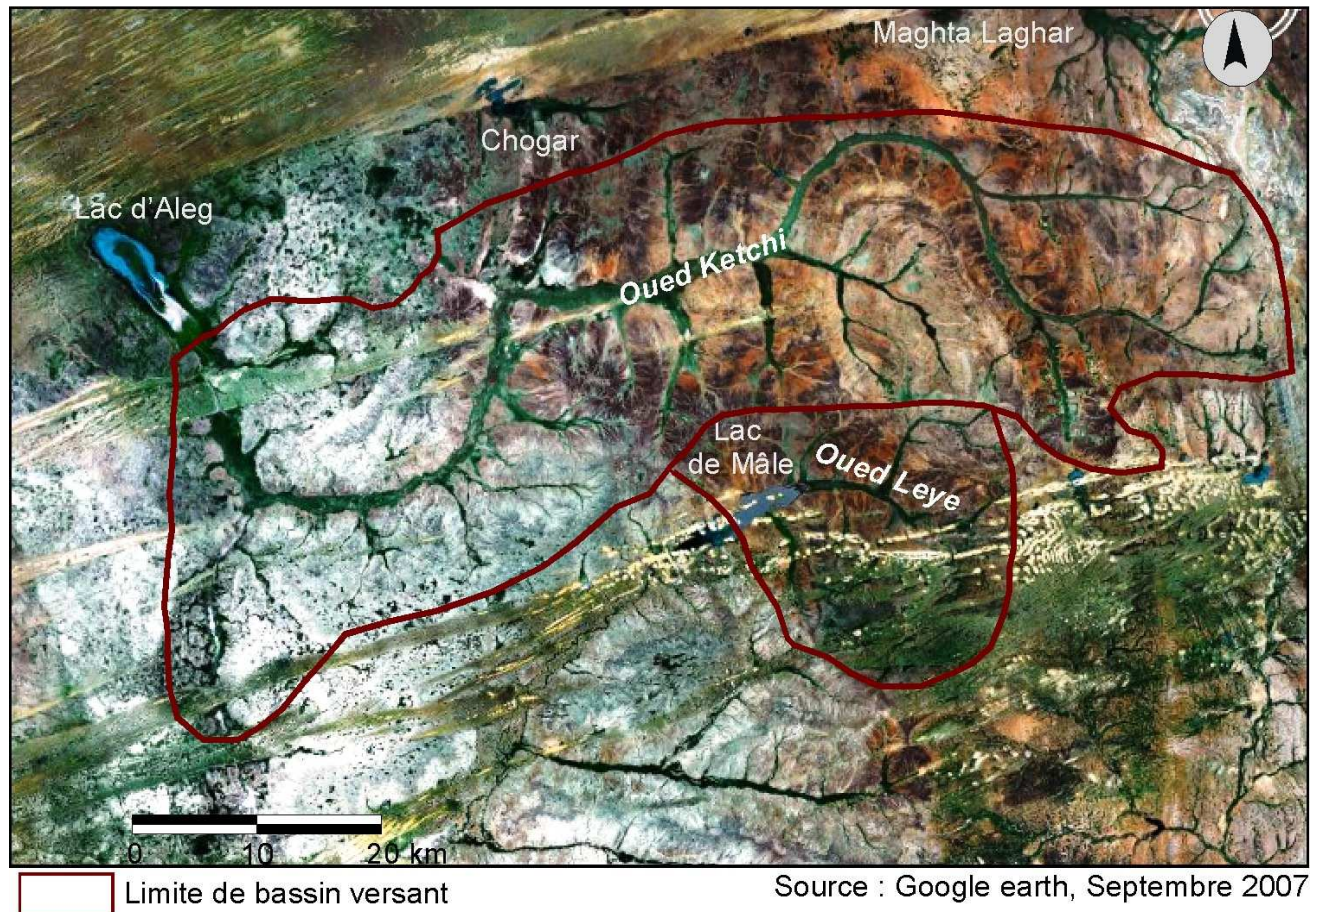 Maghta Laghar
Chogar
Lac d'Aleg
Oued Ketchi
Lac
de Mâle
Oued Leye
0 10 20 km
Limite de bassin versant
Source : Google earth, Septembre 2007